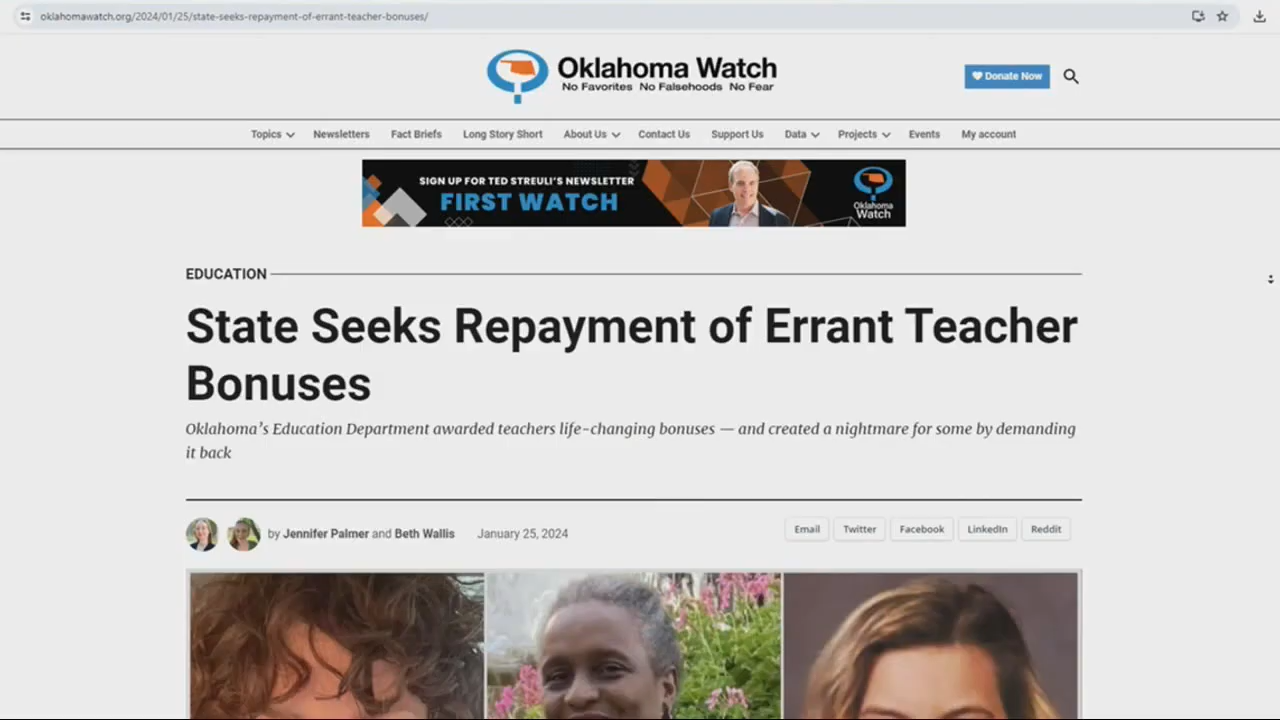 oklahomawatch.org/2024/01/25/state-seeks-repayment-of-errant-teacher-bonuses/
Oklahoma Watch
No Favorites No Falsehoods No Fear
Donate Now
Topics Newsletters Fact Briefs Long Story Short About Us Contact Us Support Us Data Projects Events My account
SIGN UP FOR TED STREULI'S NEWSLETTER
FIRST WATCH
Oklahoma
Watch
EDUCATION
State Seeks Repayment of Errant Teacher
Bonuses
Oklahoma's Education Department awarded teachers life-changing bonuses — and created a nightmare for some by demanding
it back
by Jennifer Palmer and Beth Wallis January 25, 2024
Email Twitter Facebook LinkedIn Reddit